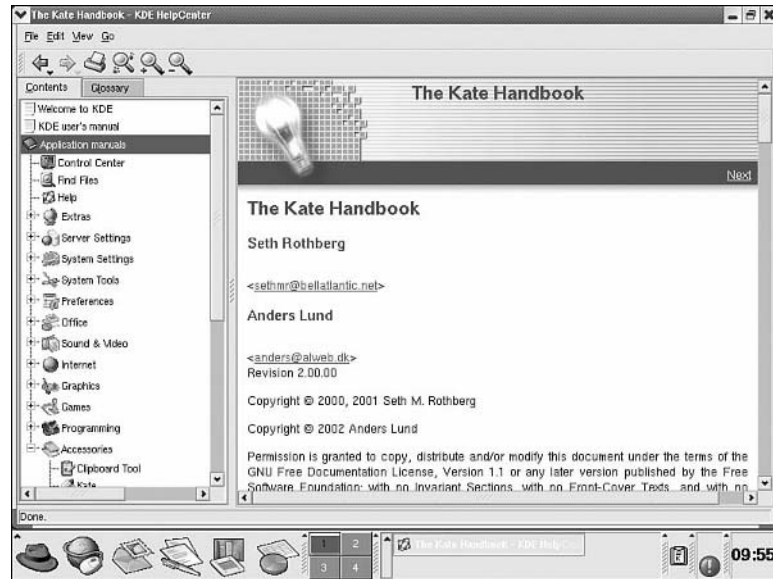 The Kate Handbook - KDE HelpCenter
File Edit View Go
Contents Glossary
Welcome to KDE
KDE user's manual
Application manuals
Control Center
Find Files
Help
Extras
Server Settings
System Settings
System Tools
Preferences
Office
Sound & Video
Internet
Graphics
Games
Programming
Accessories
Clipboard Tool
Kate
The Kate Handbook
Next
The Kate Handbook
Seth Rothberg
<sethmr@bellatlantic.net>
Anders Lund
<anders@alweb.dk>
Revision 2.00.00
Copyright © 2000, 2001 Seth M. Rothberg
Copyright © 2002 Anders Lund
Permission is granted to copy, distribute and/or modify this document under the terms of the
GNU Free Documentation License, Version 1.1 or any later version published by the Free
Software Foundation; with no Invariant Sections, with no Front-Cover Texts, and with no
Done.
1 2
3 4
The Kate Handbook - KDE HelpC
09:55